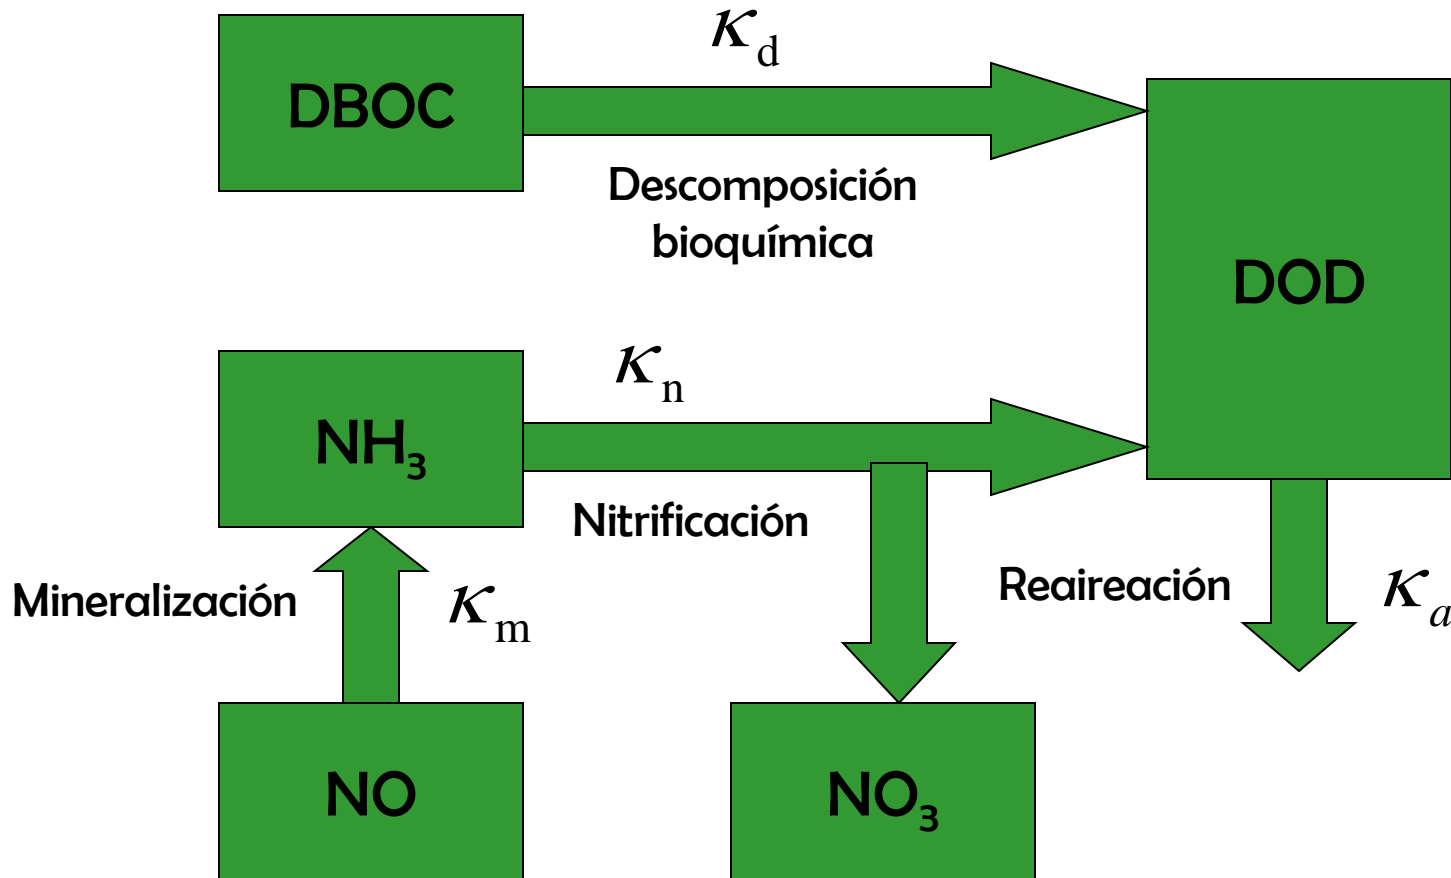 κd
DBOC
Descomposición
bioquímica
DOD
κn
NH3
Nitrificación
Mineralización
κm
Reaireación
κa
NO
NO3